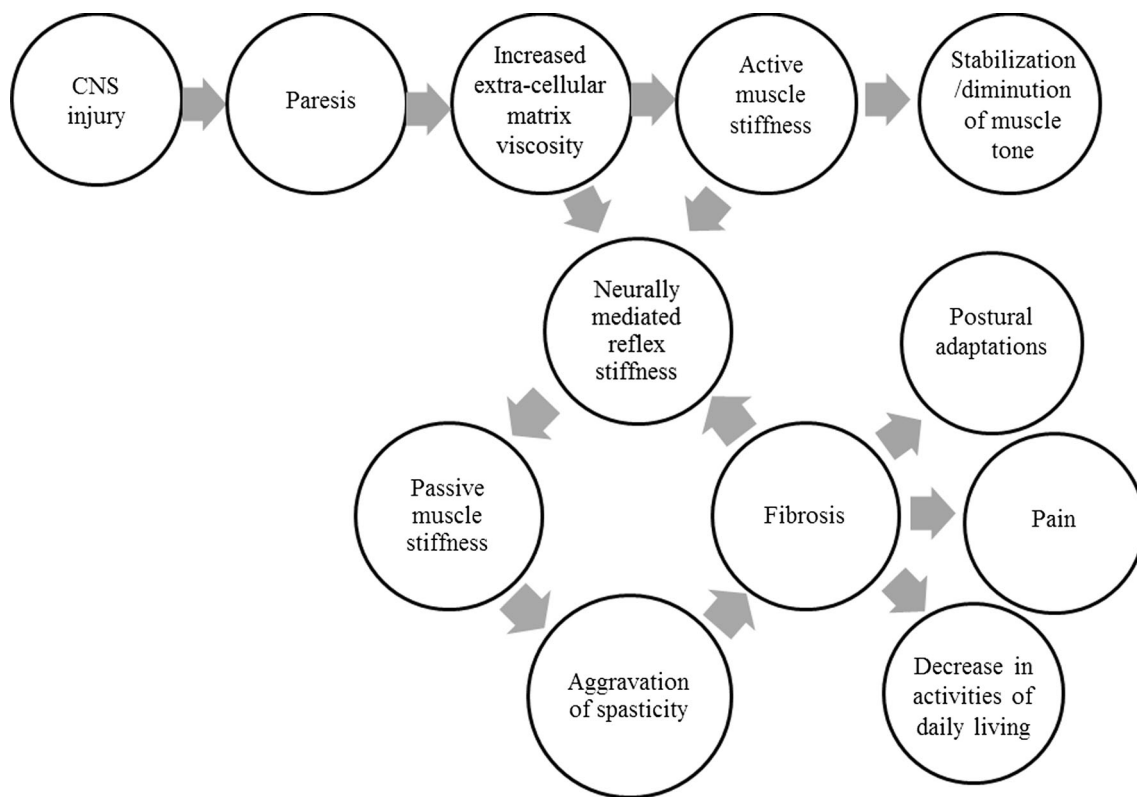 CNS
injury
Paresis
Increased
extra-cellular
matrix
viscosity
Active
muscle
stiffness
Stabilization
/diminution
of muscle
tone
Neurally
mediated
reflex
stiffness
Postural
adaptations
Passive
muscle
stiffness
Fibrosis
Pain
Aggravation
of spasticity
Decrease in
activities of
daily living